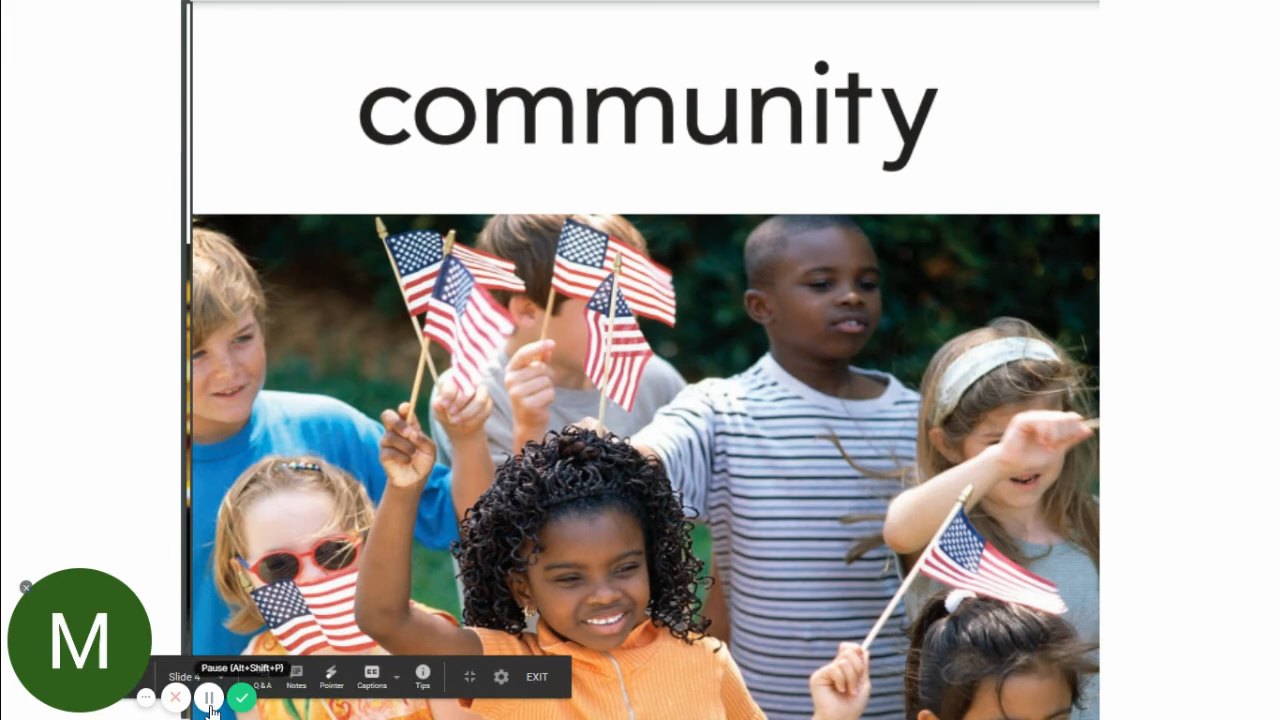 community
M
Pause (Alt+Shift+P)
Slide 4
Q&A
Notes
Pointer
Captions
Tips
EXIT